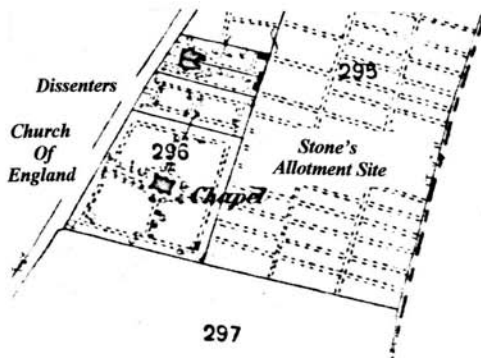 295
Dissenters
Church
Of
England
296
Stone's
Allotment Site
Chapel
297